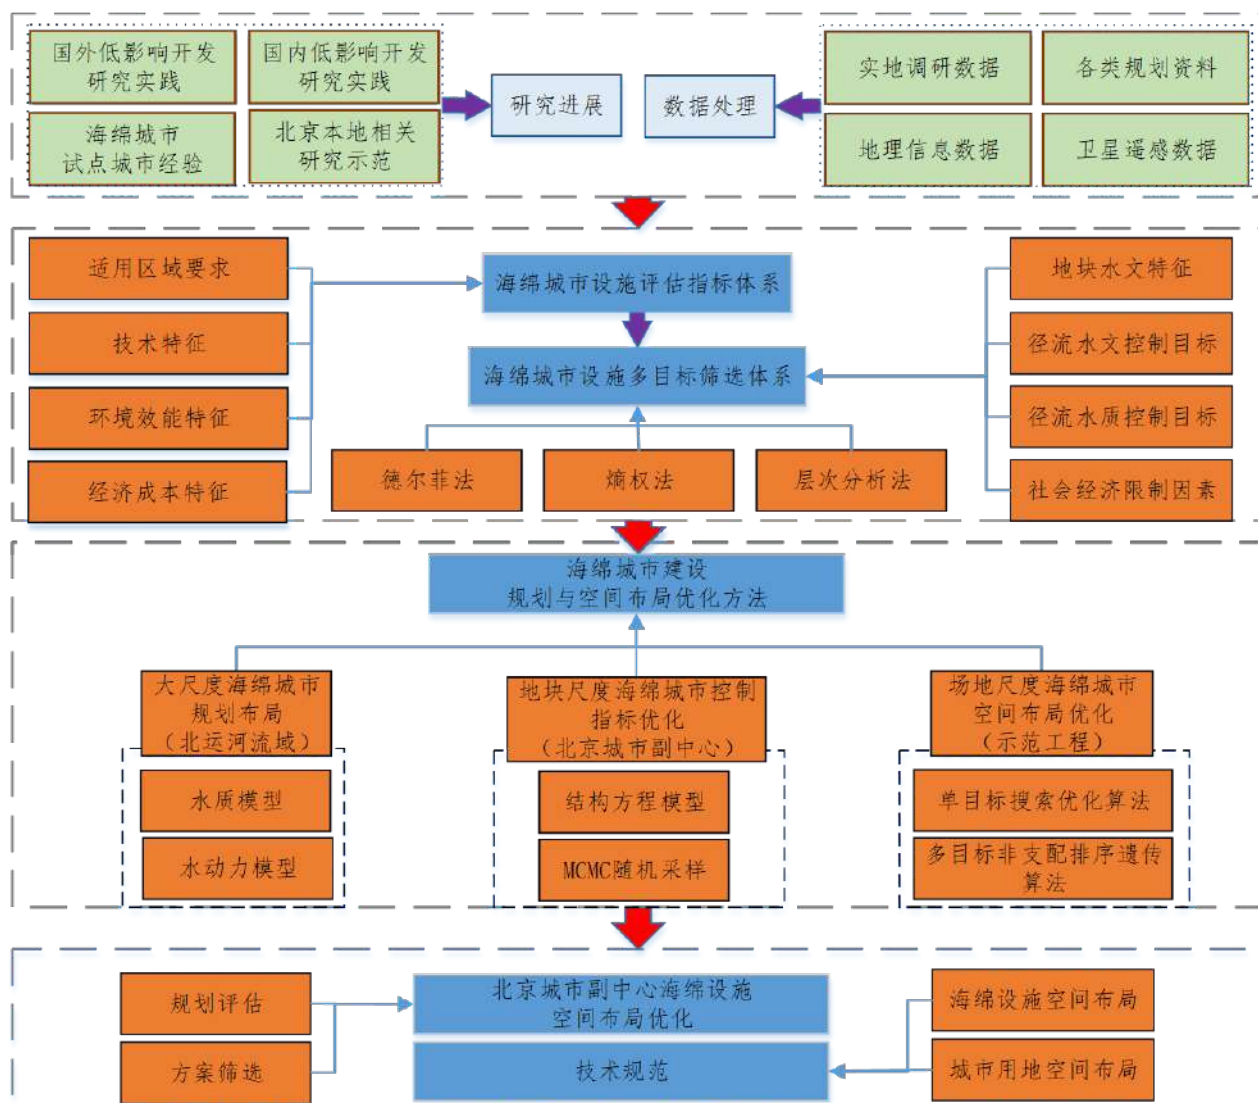 国外低影响开发
研究实践
国内低影响开发
研究实践
海绵城市
试点城市经验
北京本地相关
研究示范
研究进展
数据处理
实地调研数据
各类规划资料
地理信息数据
卫星遥感数据
适用区域要求
技术特征
环境效能特征
经济成本特征
海绵城市设施评估指标体系
海绵城市设施多目标筛选体系
德尔菲法
熵权法
层次分析法
地块水文特征
径流水文控制目标
径流水质控制目标
社会经济限制因素
海绵城市建设
规划与空间布局优化方法
大尺度海绵城市
规划布局
（北运河流域）
水质模型
水动力模型
地块尺度海绵城市控制
指标优化
（北京城市副中心）
结构方程模型
MCMC随机采样
场地尺度海绵城市
空间布局优化
（示范工程）
单目标搜索优化算法
多目标非支配排序遗传
算法
规划评估
方案筛选
北京城市副中心海绵设施
空间布局优化
技术规范
海绵设施空间布局
城市用地空间布局